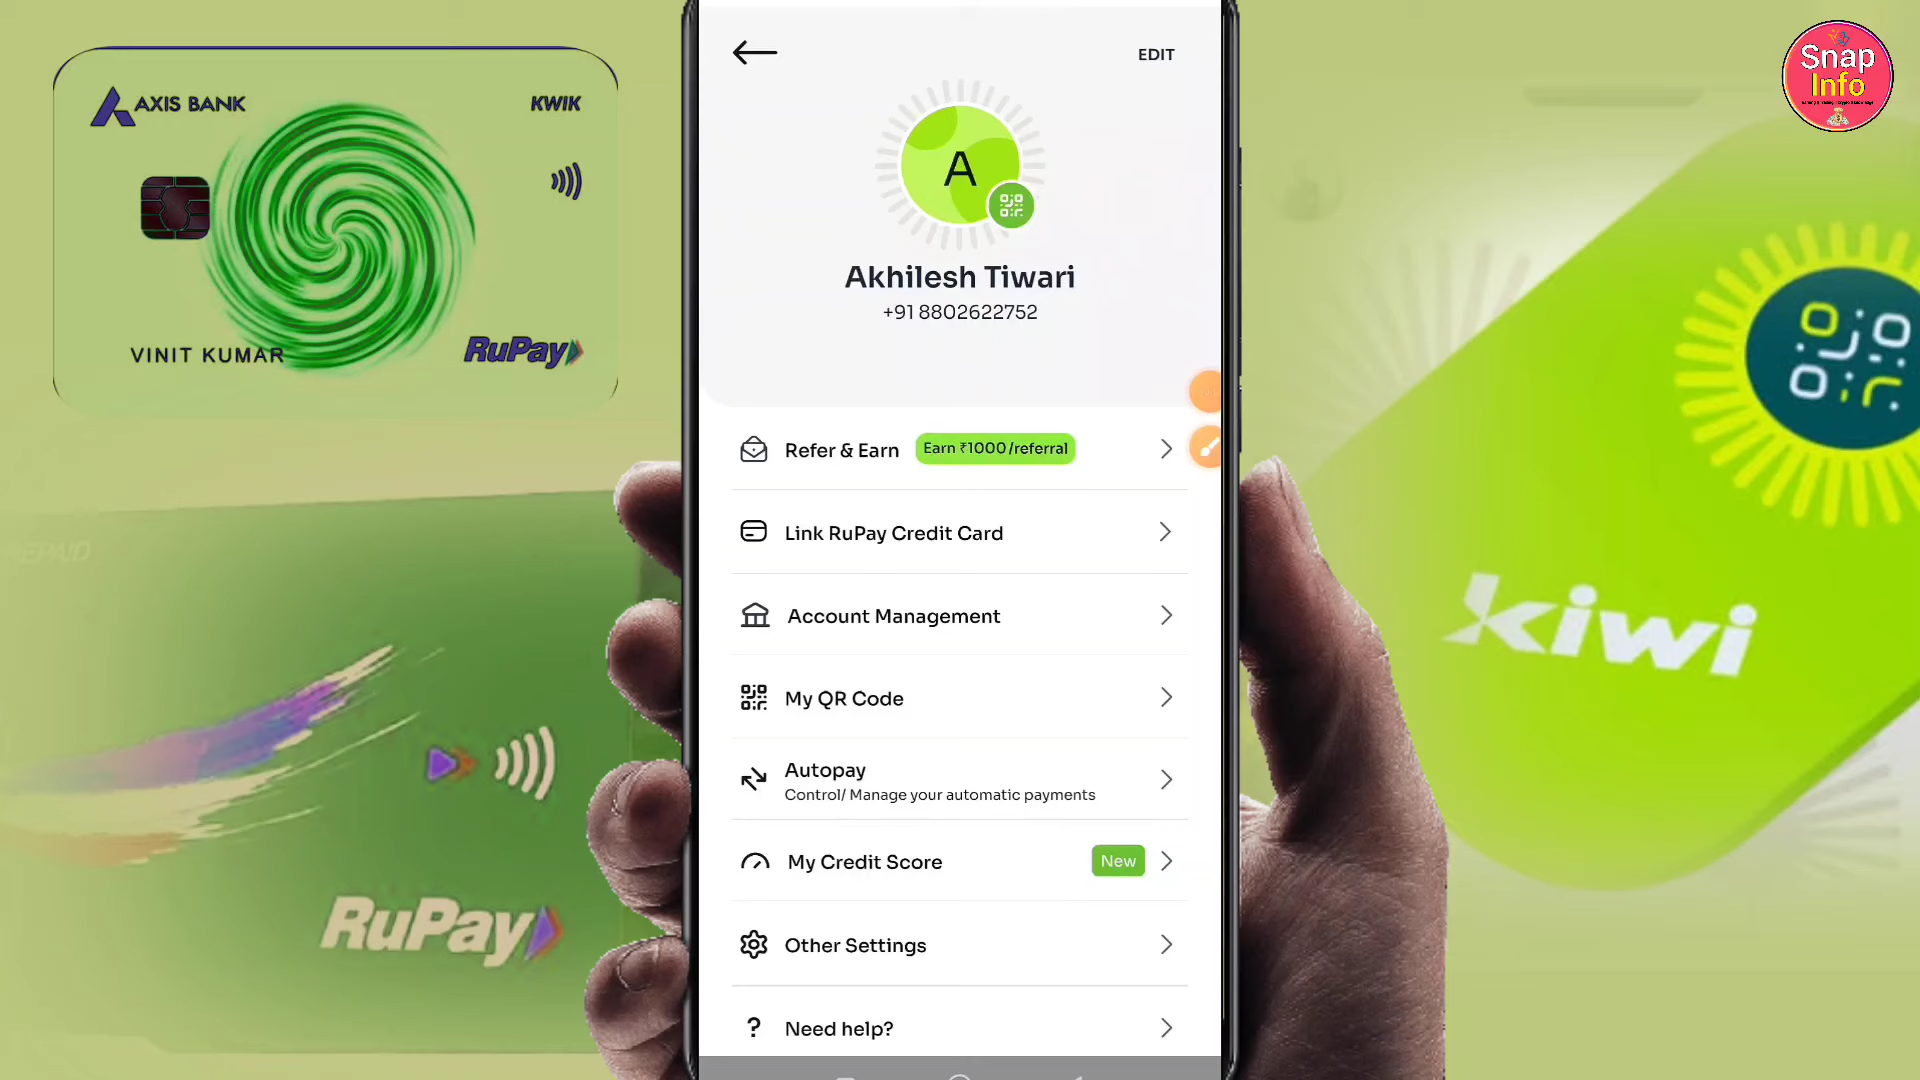 AXIS BANK
KWIK
VINIT KUMAR
RuPay
RuPay
EDIT
A
Akhilesh Tiwari
+91 8802622752
Refer & Earn
Earn ₹1000/referral
Link RuPay Credit Card
Account Management
My QR Code
Autopay
Control/ Manage your automatic payments
My Credit Score
New
Other Settings
Need help?
Snap
Info
kiwi